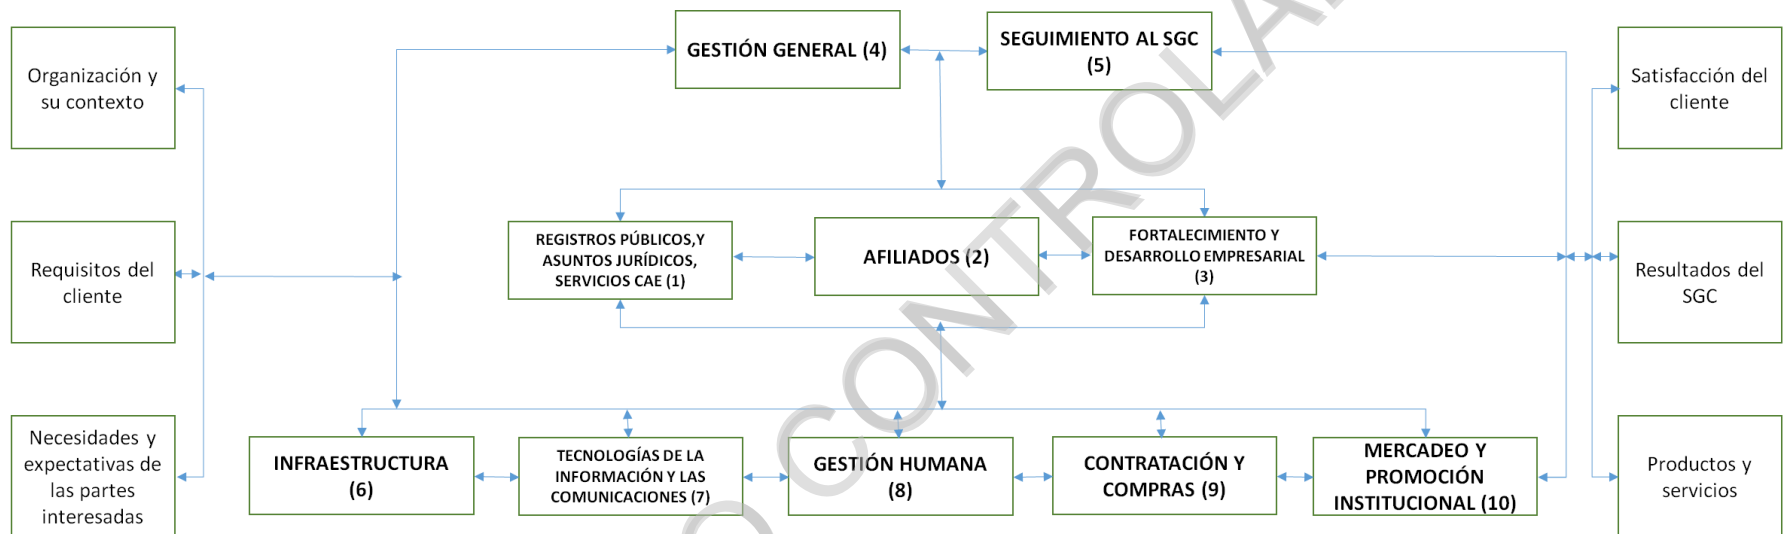 GESTIÓN GENERAL (4)
SEGUIMIENTO AL SGC
(5)
Organización y
su contexto
Satisfacción del
cliente
REGISTROS PÚBLICOS,Y
ASUNTOS JURÍDICOS,
SERVICIOS CAE (1)
AFILIADOS (2)
FORTALECIMIENTO Y
DESARROLLO EMPRESARIAL
(3)
Requisitos del
cliente
Resultados del
SGC
Necesidades y
expectativas de
las partes
interesadas
INFRAESTRUCTURA
(6)
TECNOLOGÍAS DE LA
INFORMACIÓN Y LAS
COMUNICACIONES (7)
GESTIÓN HUMANA
(8)
CONTRATACIÓN Y
COMPRAS (9)
MERCADEO Y
PROMOCIÓN
INSTITUCIONAL (10)
Productos y
servicios